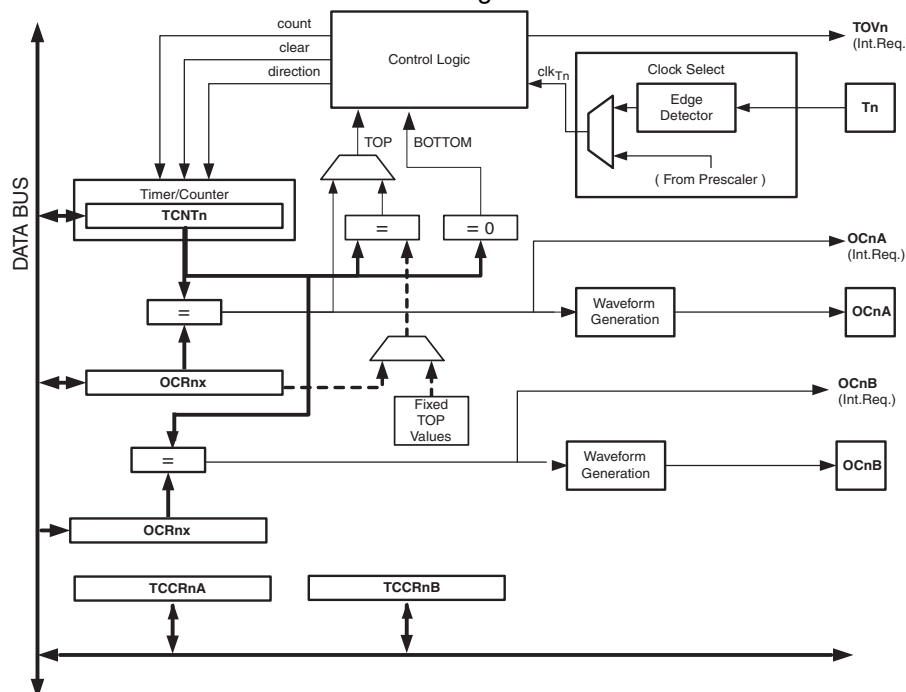 count
clear
direction
Control Logic
TOVn
(Int.Req.)
clkTn
Clock Select
Edge
Detector
Tn
( From Prescaler )
TOP
BOTTOM
Timer/Counter
TCNTn
=
= 0
DATA BUS
OCnA
(Int.Req.)
=
Waveform
Generation
OCnA
OCRnx
Fixed
TOP
Values
OCnB
(Int.Req.)
=
Waveform
Generation
OCnB
OCRnx
TCCRnA
TCCRnB